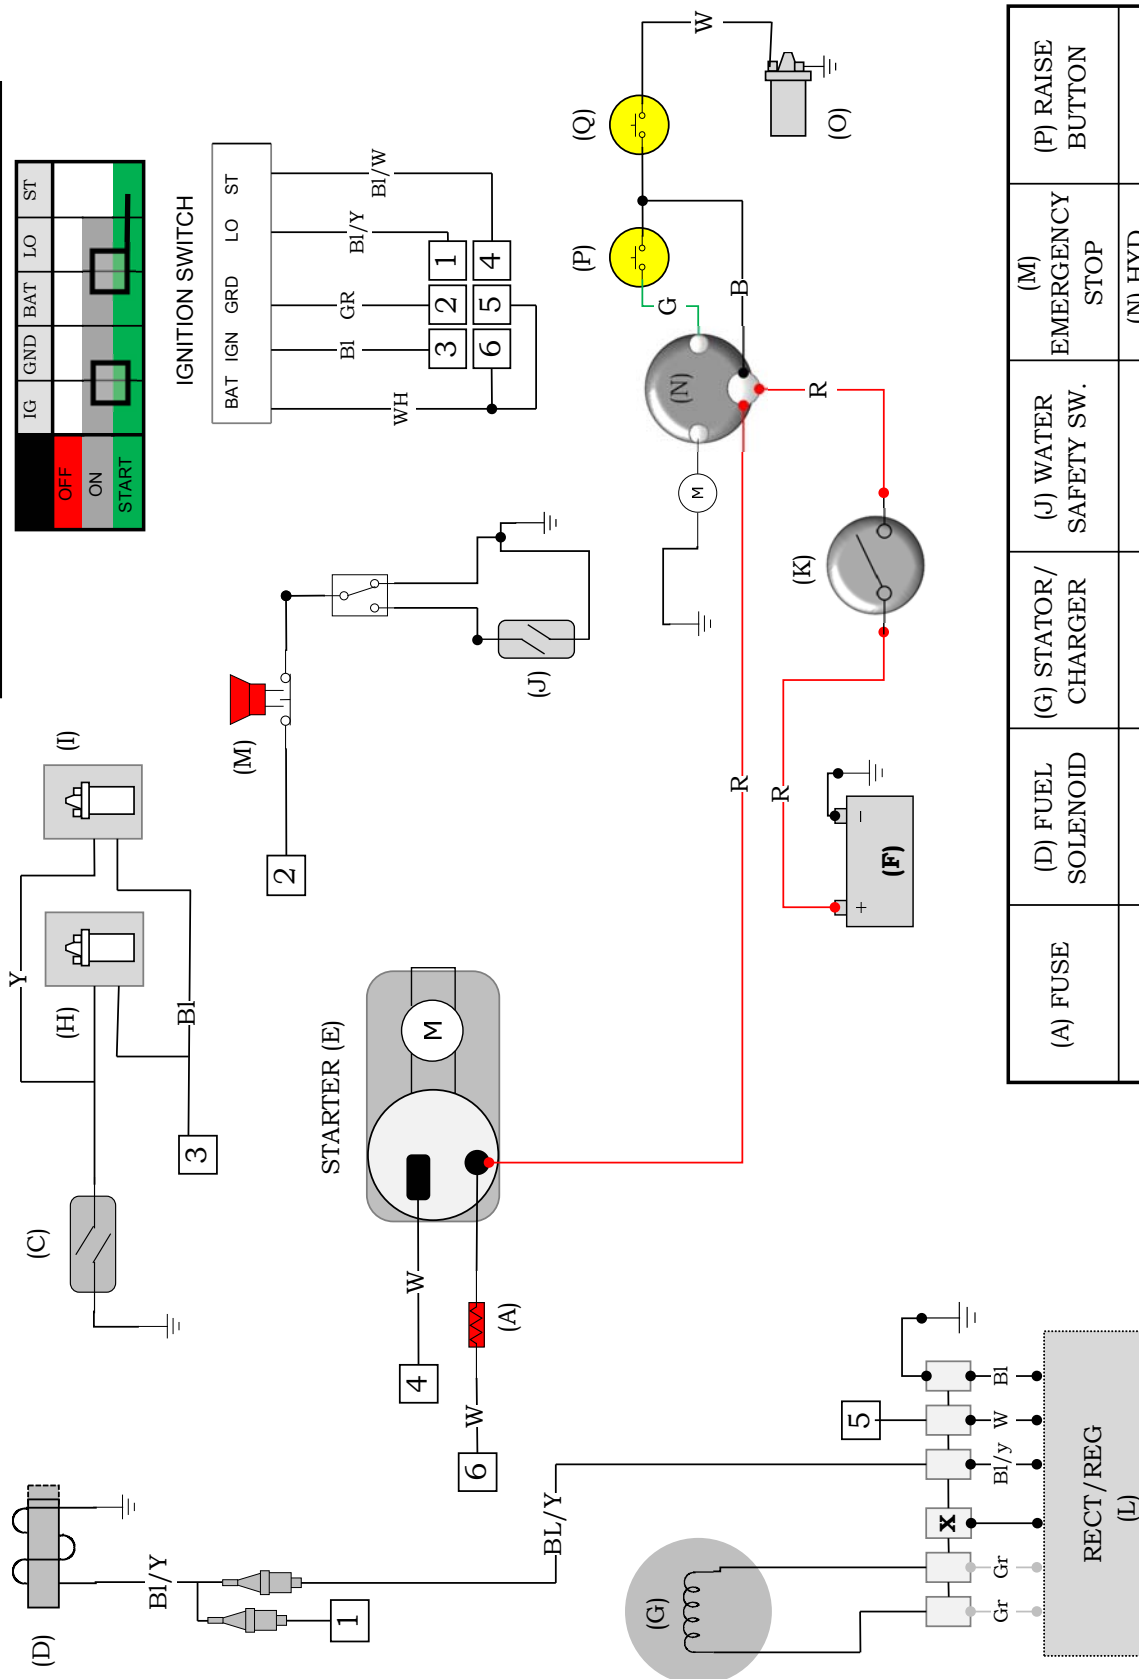 IG GND BAT LO ST
OFF
ON
START
IGNITION SWITCH
BAT IGN GRD LO ST
WH
Bl
GR
Bl/Y
Bl/W
3 2 1
6 5 4
(D)
Bl/Y
1
BL/Y
(C)
Y
(H)
(I)
Bl
3
(M)
2
(J)
STARTER (E)
M
W
4
(A)
W
6
(Q)
(P)
W
(O)
G
B
(N)
M
R
R
R
(K)
(F)
+ -
(G)
5
X
Gr
Gr
Bl/y
W
Bl
RECT/REG
(L)
(A) FUSE
(D) FUEL
SOLENOID
(G) STATOR/
CHARGER
(J) WATER
SAFETY SW.
(M)
EMERGENCY
STOP
(P) RAISE
BUTTON
(N) HYD